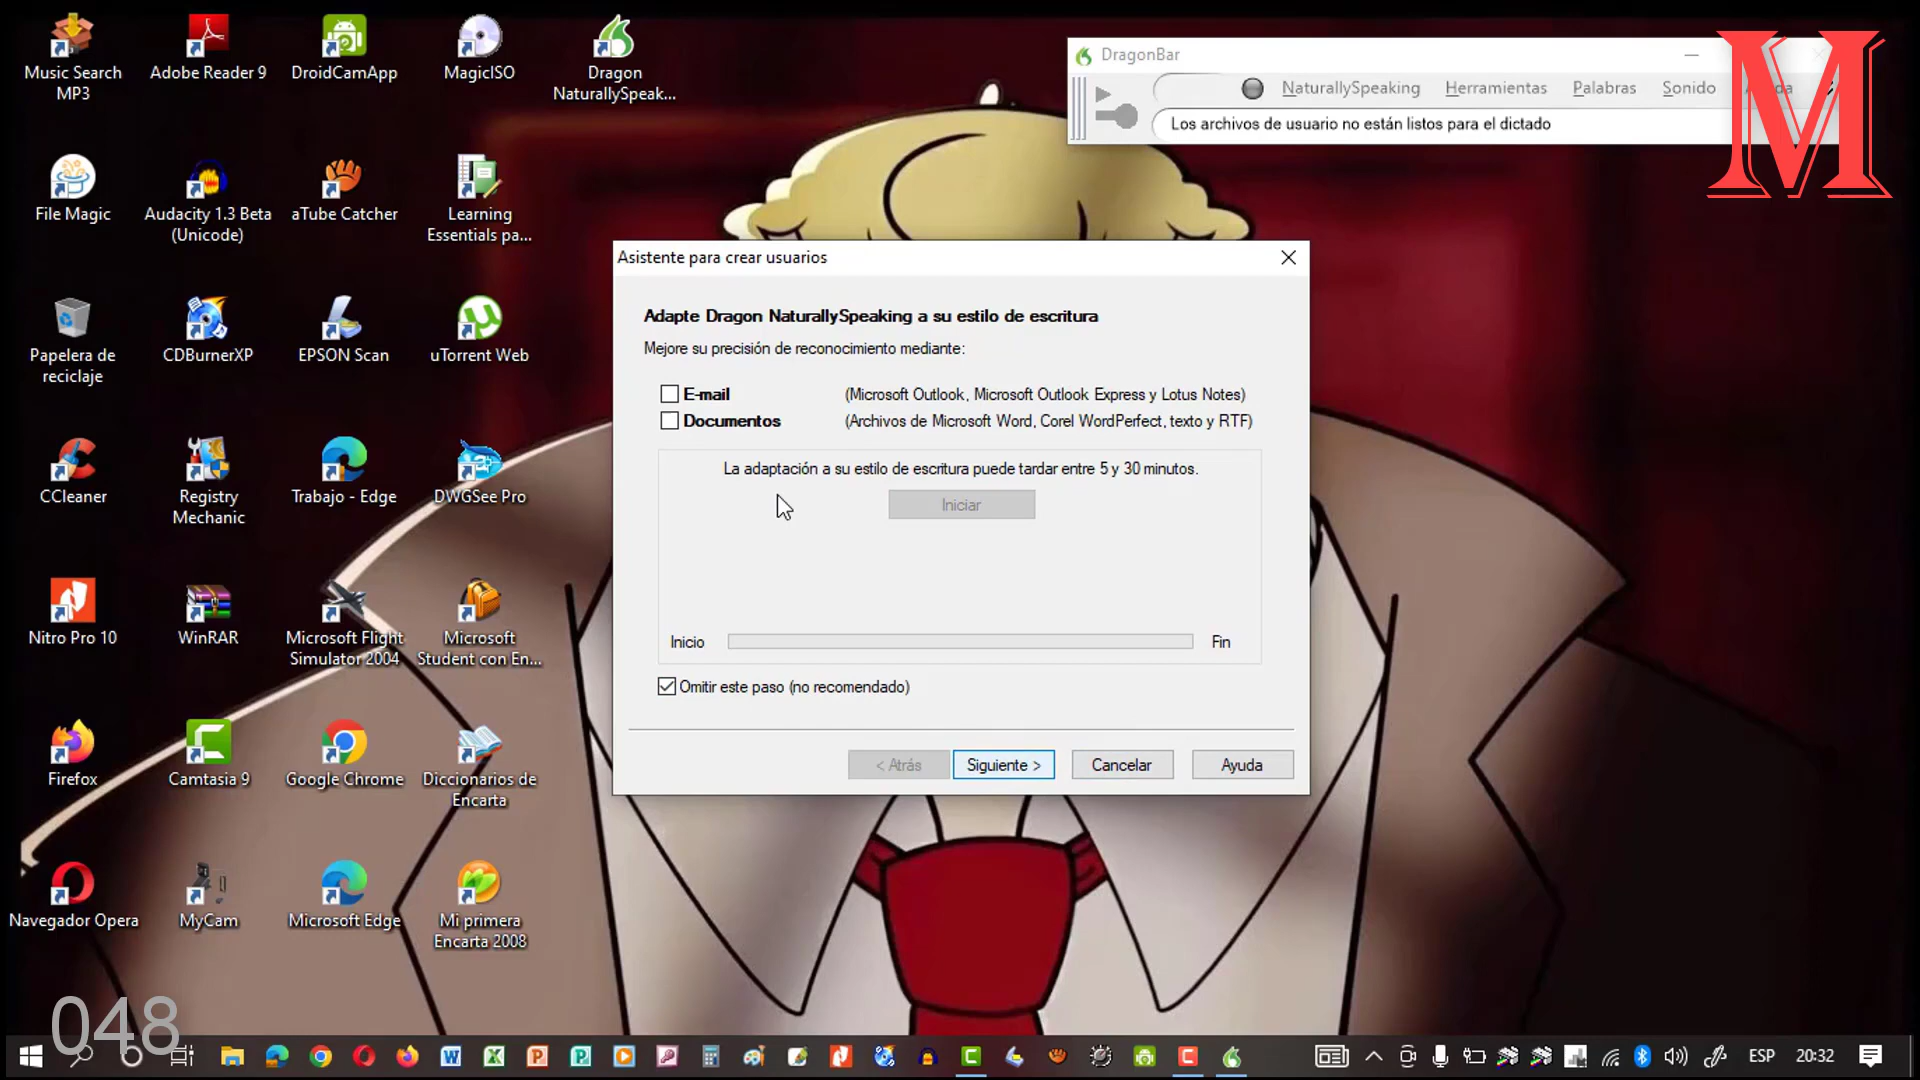 Music Search
MP3
Adobe Reader 9
DroidCamApp
MagicISO
Dragon
NaturallySpeak...
DragonBar
NaturallySpeaking
Herramientas
Palabras
Sonido
Los archivos de usuario no están listos para el dictado
M
File Magic
Audacity 1.3 Beta
(Unicode)
aTube Catcher
Learning
Essentials pa...
Asistente para crear usuarios
Adapte Dragon NaturallySpeaking a su estilo de escritura
Mejore su precisión de reconocimiento mediante:
E-mail (Microsoft Outlook, Microsoft Outlook Express y Lotus Notes)
Documentos (Archivos de Microsoft Word, Corel WordPerfect, texto y RTF)
La adaptación a su estilo de escritura puede tardar entre 5 y 30 minutos.
Iniciar
Inicio
Fin
Omitir este paso (no recomendado)
< Atrás
Siguiente >
Cancelar
Ayuda
Papelera de
reciclaje
CDBurnerXP
EPSON Scan
uTorrent Web
CCleaner
Registry
Mechanic
Trabajo - Edge
DWGSee Pro
Nitro Pro 10
WinRAR
Microsoft Flight
Simulator 2004
Microsoft
Student con En...
Firefox
Camtasia 9
Google Chrome
Diccionarios de
Encarta
Navegador Opera
MyCam
Microsoft Edge
Mi primera
Encarta 2008
048
ESP
20:32